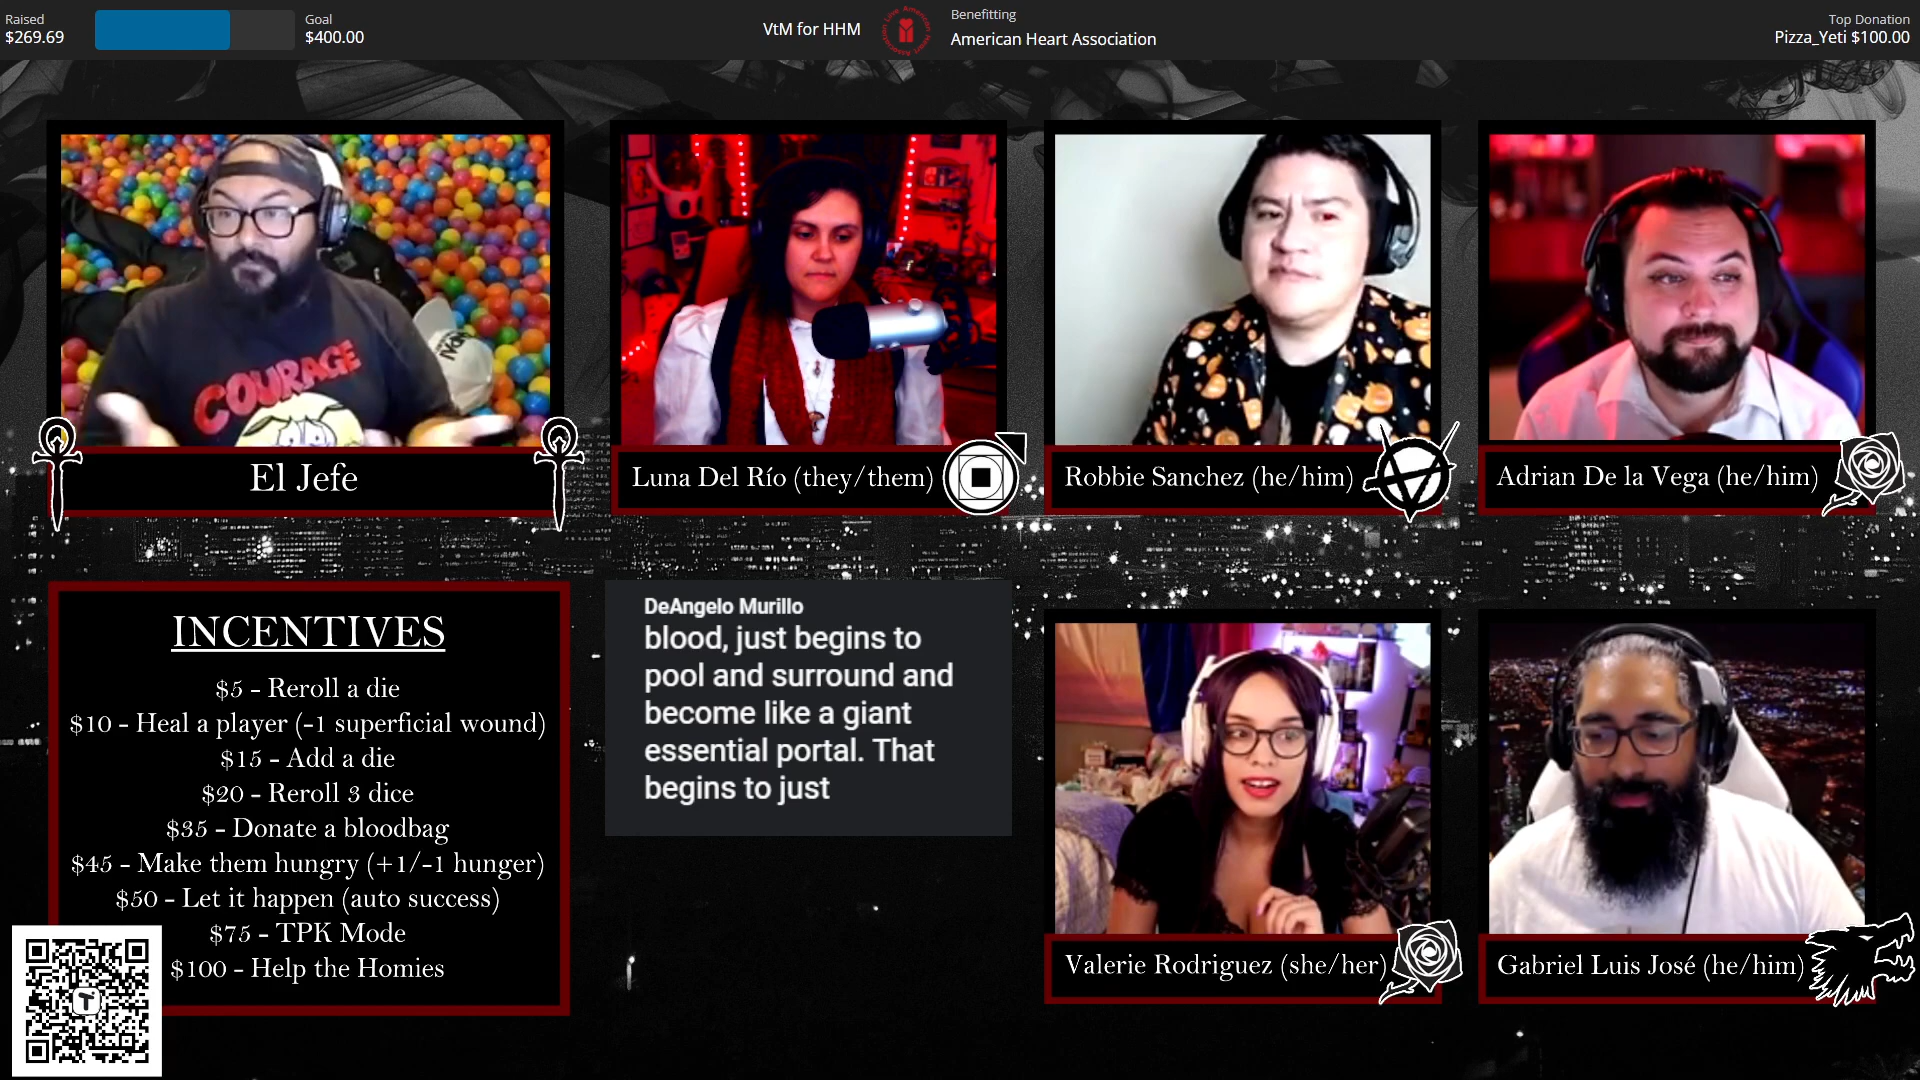 Raised
$269.69
Goal
$400.00
VtM for HHM
Benefitting
American Heart Association
Top Donation
Pizza_Yeti $100.00
COURAGE
El Jefe
Luna Del Río (they/them)
Robbie Sanchez (he/him)
Adrian De la Vega (he/him)
INCENTIVES
$5 - Reroll a die
$10 - Heal a player (-1 superficial wound)
$15 - Add a die
$20 - Reroll 3 dice
$35 - Donate a bloodbag
$45 - Make them hungry (+1/-1 hunger)
$50 - Let it happen (auto success)
$75 - TPK Mode
$100 - Help the Homies
T
DeAngelo Murillo
blood, just begins to
pool and surround and
become like a giant
essential portal. That
begins to just
Valerie Rodriguez (she/her)
Gabriel Luis José (he/him)